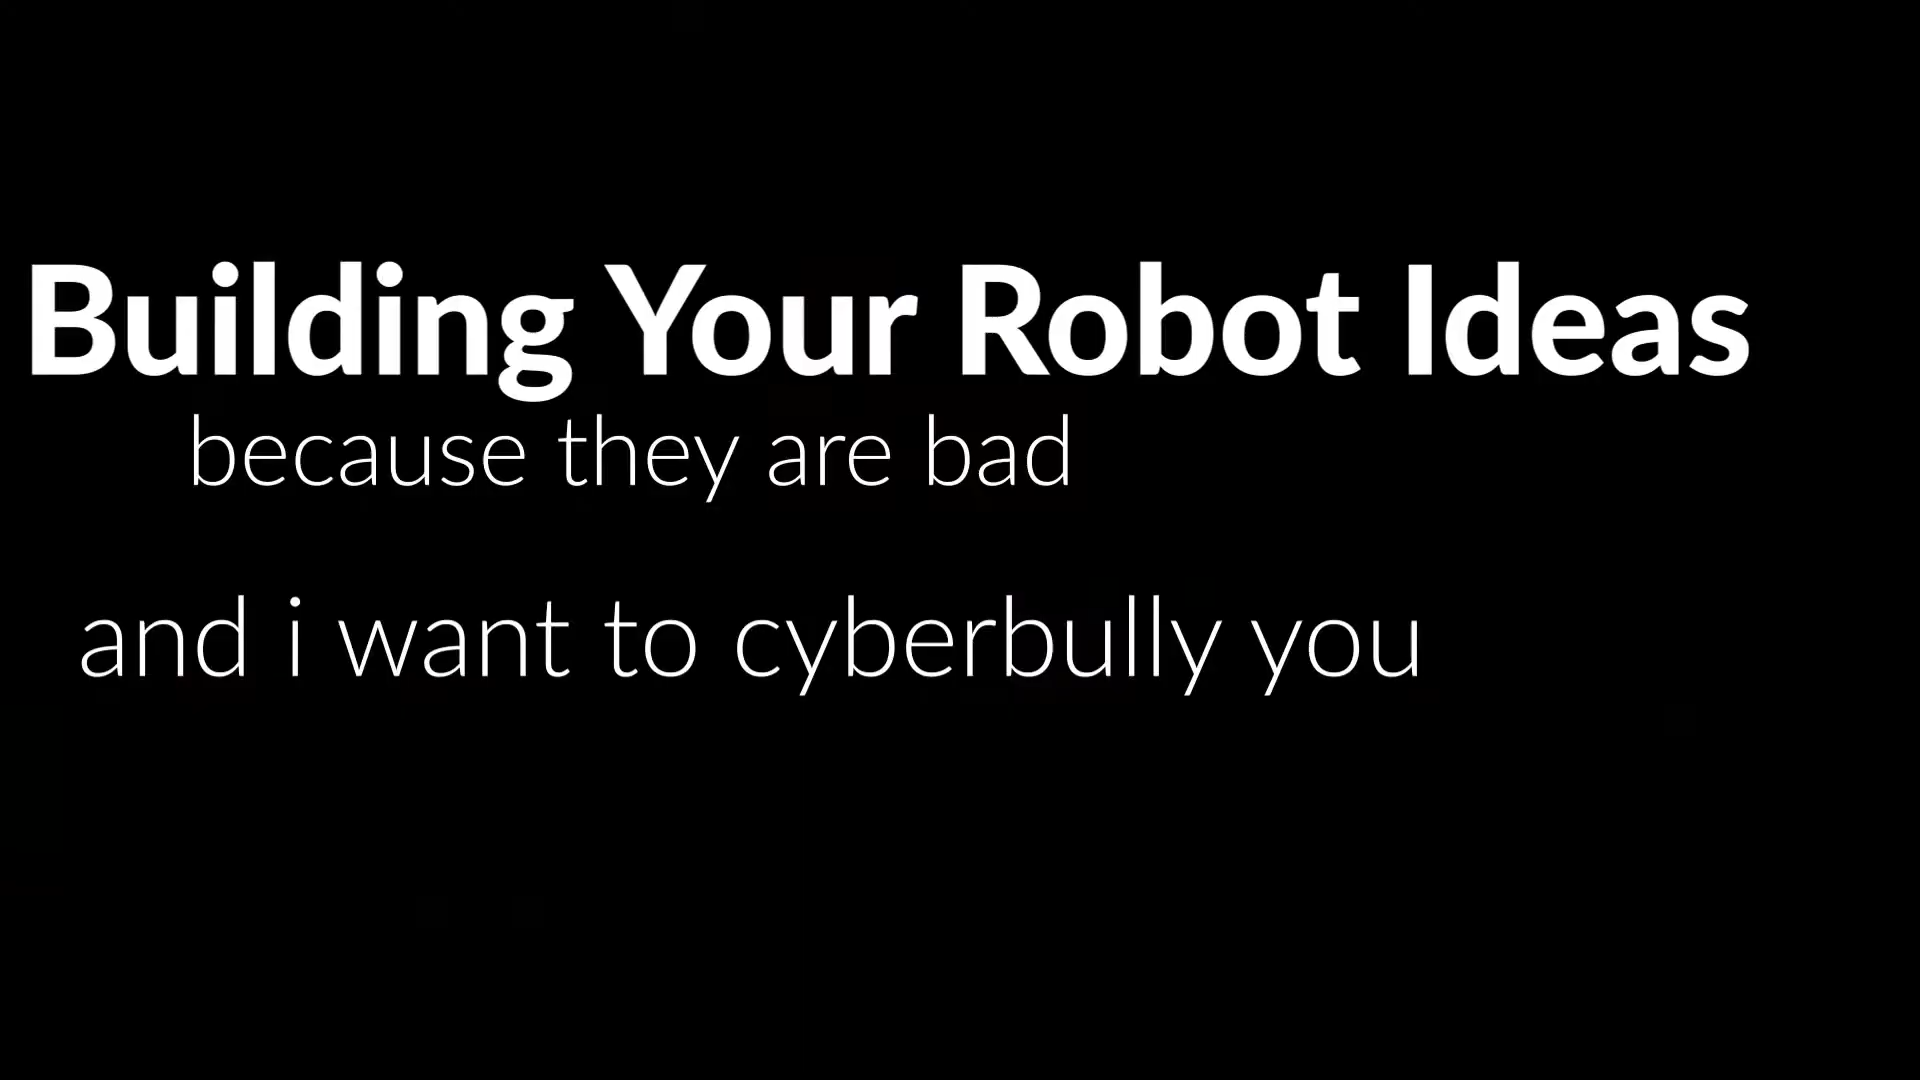 Building Your Robot Ideas
because they are bad
and i want to cyberbully you